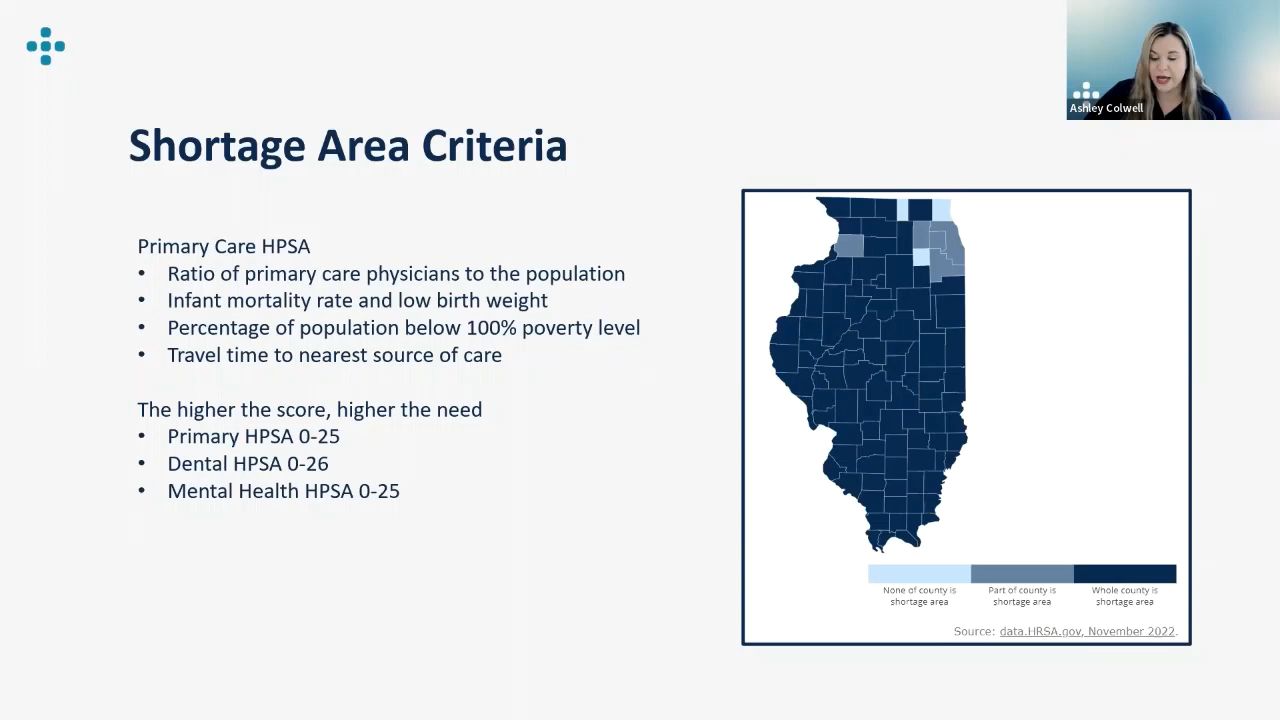 Ashley Colwell
Shortage Area Criteria
Primary Care HPSA
• Ratio of primary care physicians to the population
• Infant mortality rate and low birth weight
• Percentage of population below 100% poverty level
• Travel time to nearest source of care
The higher the score, higher the need
• Primary HPSA 0-25
• Dental HPSA 0-26
• Mental Health HPSA 0-25
None of county is
shortage area
Part of county is
shortage area
Whole county is
shortage area
Source: data.HRSA.gov, November 2022.